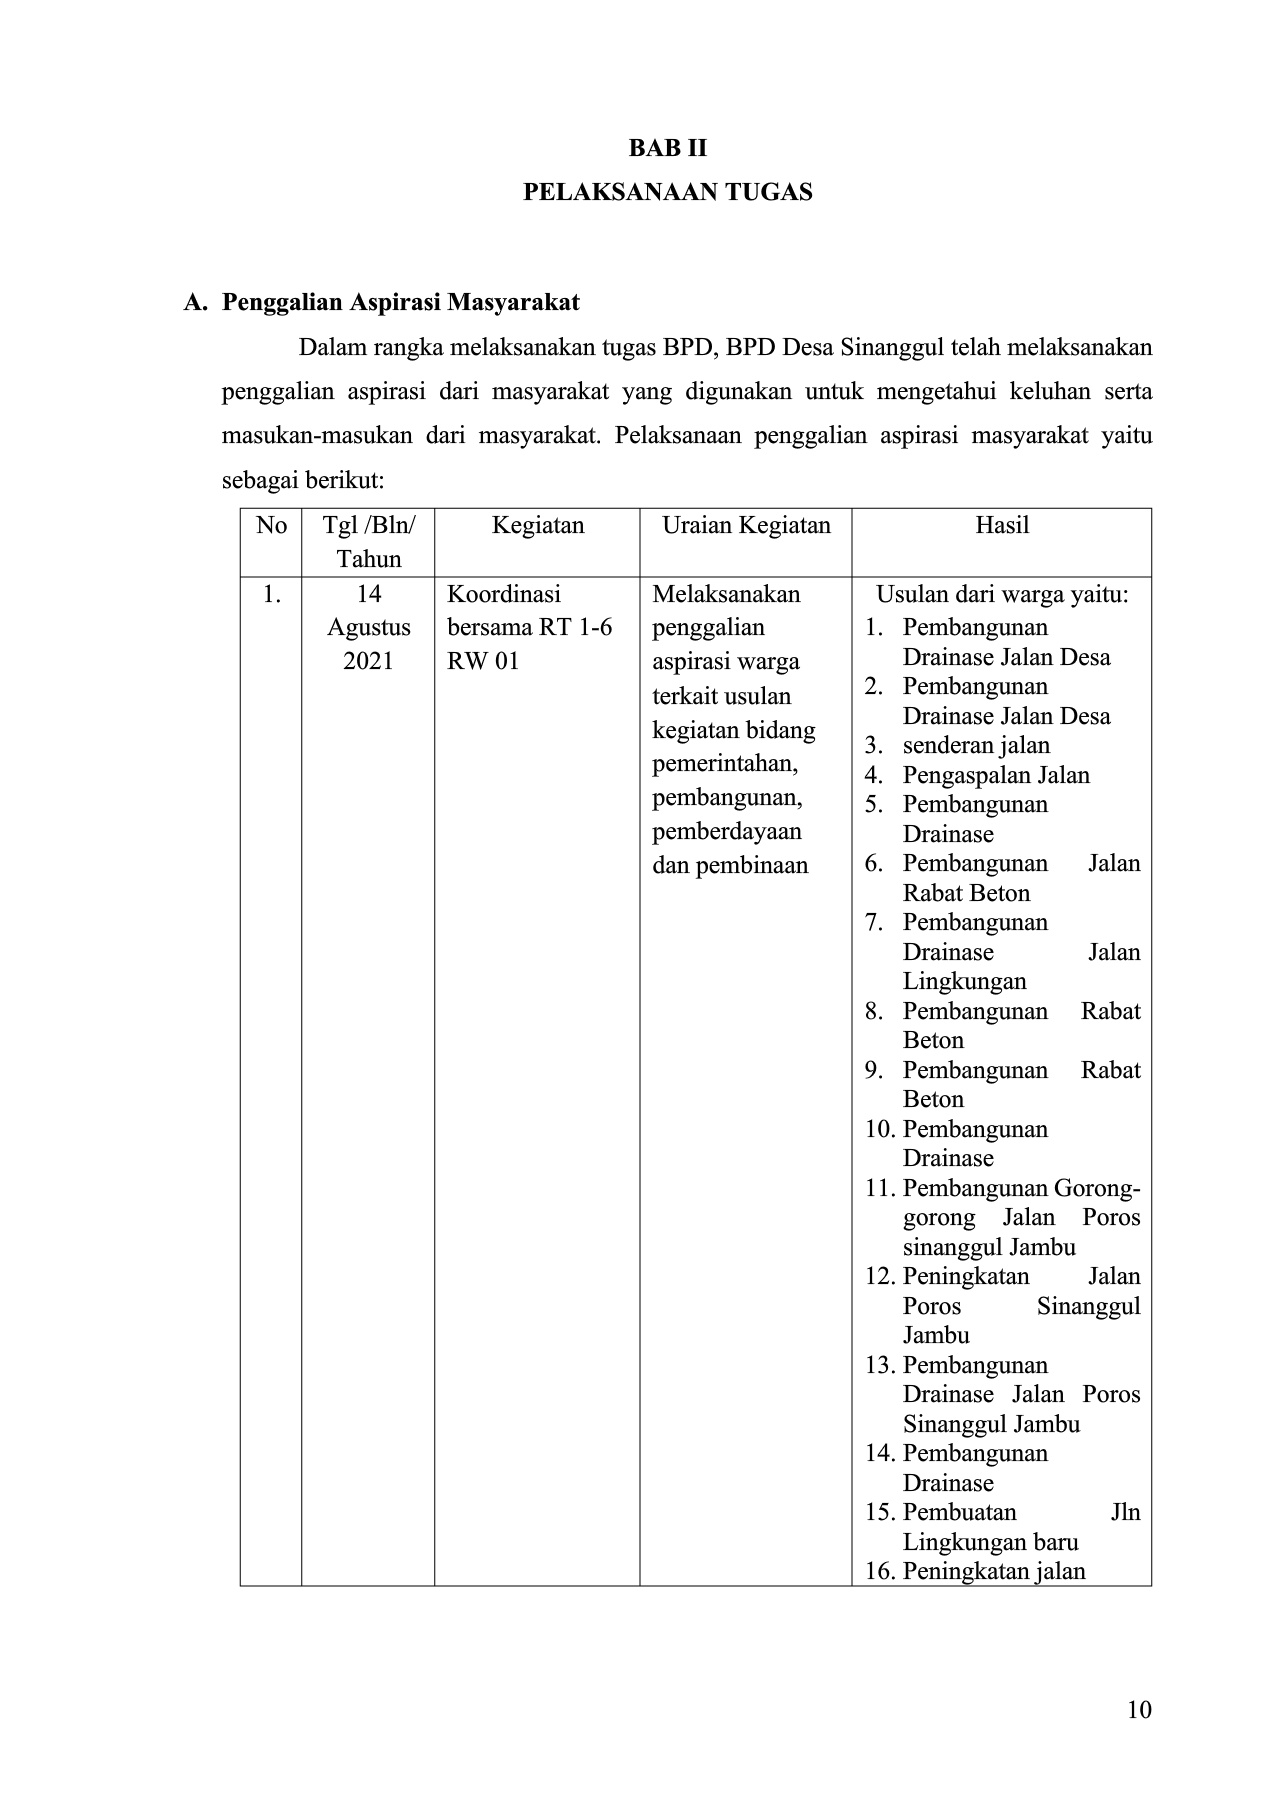 BAB II
PELAKSANAAN TUGAS
A. Penggalian Aspirasi Masyarakat
Dalam rangka melaksanakan tugas BPD, BPD Desa Sinanggul telah melaksanakan
penggalian aspirasi dari masyarakat yang digunakan untuk mengetahui keluhan serta
masukan-masukan dari masyarakat. Pelaksanaan penggalian aspirasi masyarakat yaitu
sebagai berikut:
No
Tgl /Bln/
Tahun
Kegiatan
Uraian Kegiatan
Hasil
1.
14
Agustus
2021
Koordinasi
bersama RT 1-6
RW 01
Melaksanakan
penggalian
aspirasi warga
terkait usulan
kegiatan bidang
pemerintahan,
pembangunan,
pemberdayaan
dan pembinaan
Usulan dari warga yaitu:
1. Pembangunan
Drainase Jalan Desa
2. Pembangunan
Drainase Jalan Desa
3. senderan jalan
4. Pengaspalan Jalan
5. Pembangunan
Drainase
6. Pembangunan Jalan
Rabat Beton
7. Pembangunan
Drainase Jalan
Lingkungan
8. Pembangunan Rabat
Beton
9. Pembangunan Rabat
Beton
10. Pembangunan
Drainase
11. Pembangunan Gorong-
gorong Jalan Poros
sinanggul Jambu
12. Peningkatan Jalan
Poros Sinanggul
Jambu
13. Pembangunan
Drainase Jalan Poros
Sinanggul Jambu
14. Pembangunan
Drainase
15. Pembuatan Jln
Lingkungan baru
16. Peningkatan jalan
10